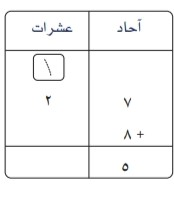 آحاد عشرات
١
٧ ٢
٨ +
٥